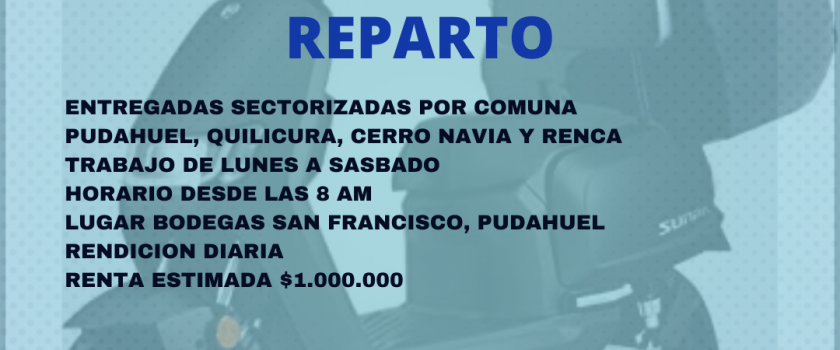 REPARTO
ENTREGADAS SECTORIZADAS POR COMUNA
PUDAHUEL, QUILICURA, CERRO NAVIA Y RENCA
TRABAJO DE LUNES A SASBADO
HORARIO DESDE LAS 8 AM
LUGAR BODEGAS SAN FRANCISCO, PUDAHUEL
RENDICION DIARIA
RENTA ESTIMADA $1.000.000